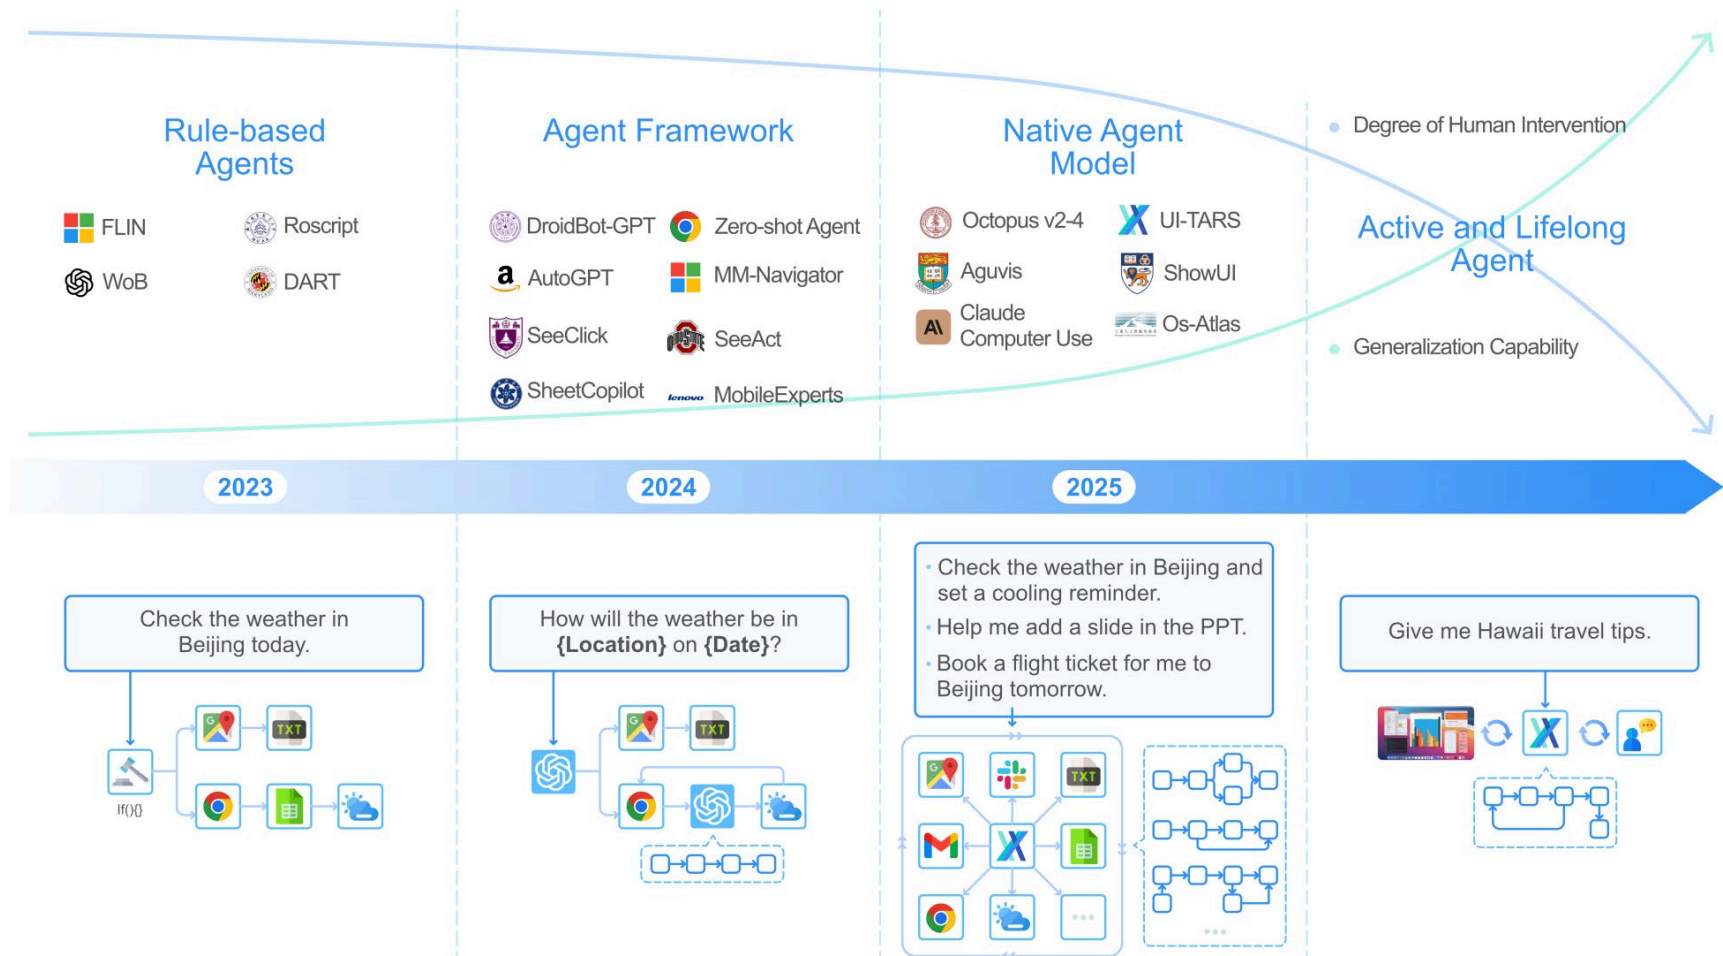 Rule-based
Agents
FLIN
Roscript
WoB
DART
Agent Framework
DroidBot-GPT
Zero-shot Agent
AutoGPT
MM-Navigator
SeeClick
SeeAct
SheetCopilot
lenovo
MobileExperts
Native Agent
Model
Octopus v2-4
UI-TARS
Aguvis
ShowUI
Claude
Computer Use
Os-Atlas
Degree of Human Intervention
Active and Lifelong
Agent
Generalization Capability
2023
2024
2025
Check the weather in
Beijing today.
If(){}
TXT
How will the weather be in
{Location} on {Date}?
TXT
• Check the weather in Beijing and
set a cooling reminder.
• Help me add a slide in the PPT.
• Book a flight ticket for me to
Beijing tomorrow.
TXT
Give me Hawaii travel tips.